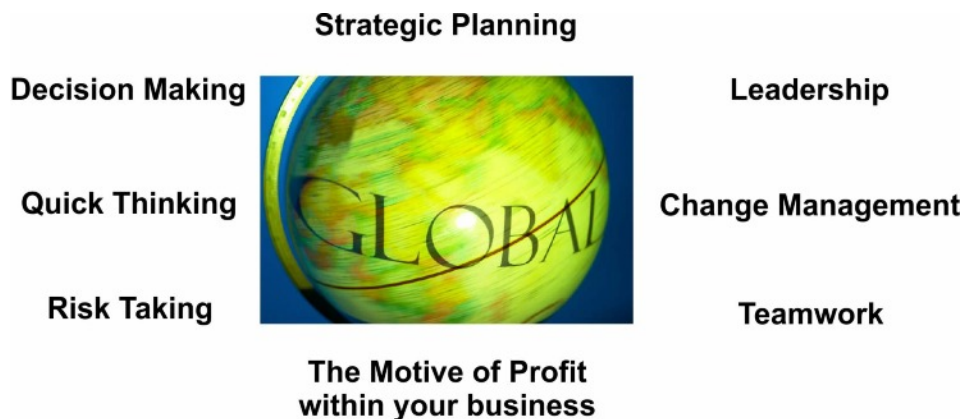 Strategic Planning
Decision Making
Leadership
Quick Thinking
GLOBAL
Change Management
Risk Taking
Teamwork
The Motive of Profit
within your business